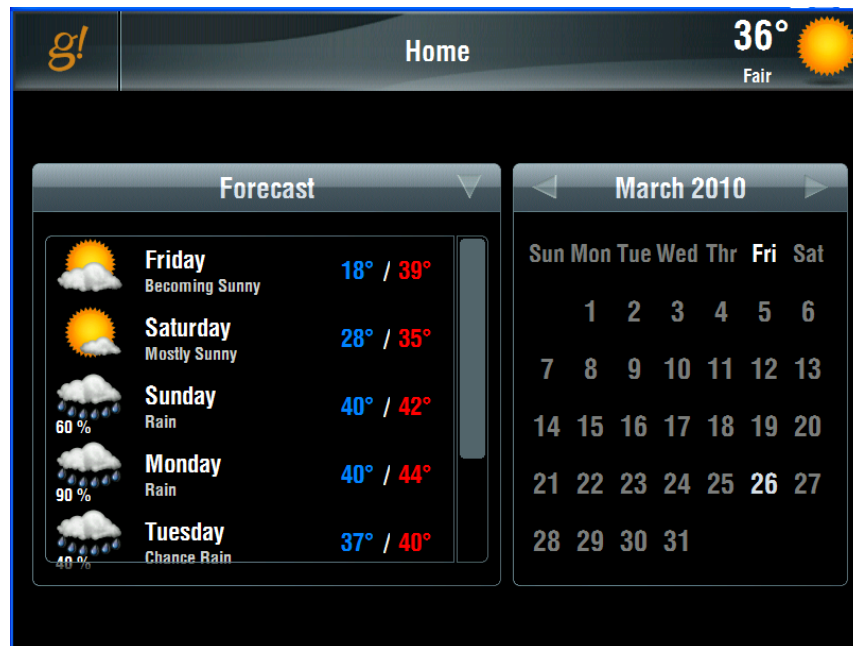 g!
Home
36°
Fair
Forecast
Friday
Becoming Sunny
18° / 39°
Saturday
Mostly Sunny
28° / 35°
60 %
Sunday
Rain
40° / 42°
90 %
Monday
Rain
40° / 44°
40 %
Tuesday
Chance Rain
37° / 40°
March 2010
Sun Mon Tue Wed Thr Fri Sat
1 2 3 4 5 6
7 8 9 10 11 12 13
14 15 16 17 18 19 20
21 22 23 24 25 26 27
28 29 30 31